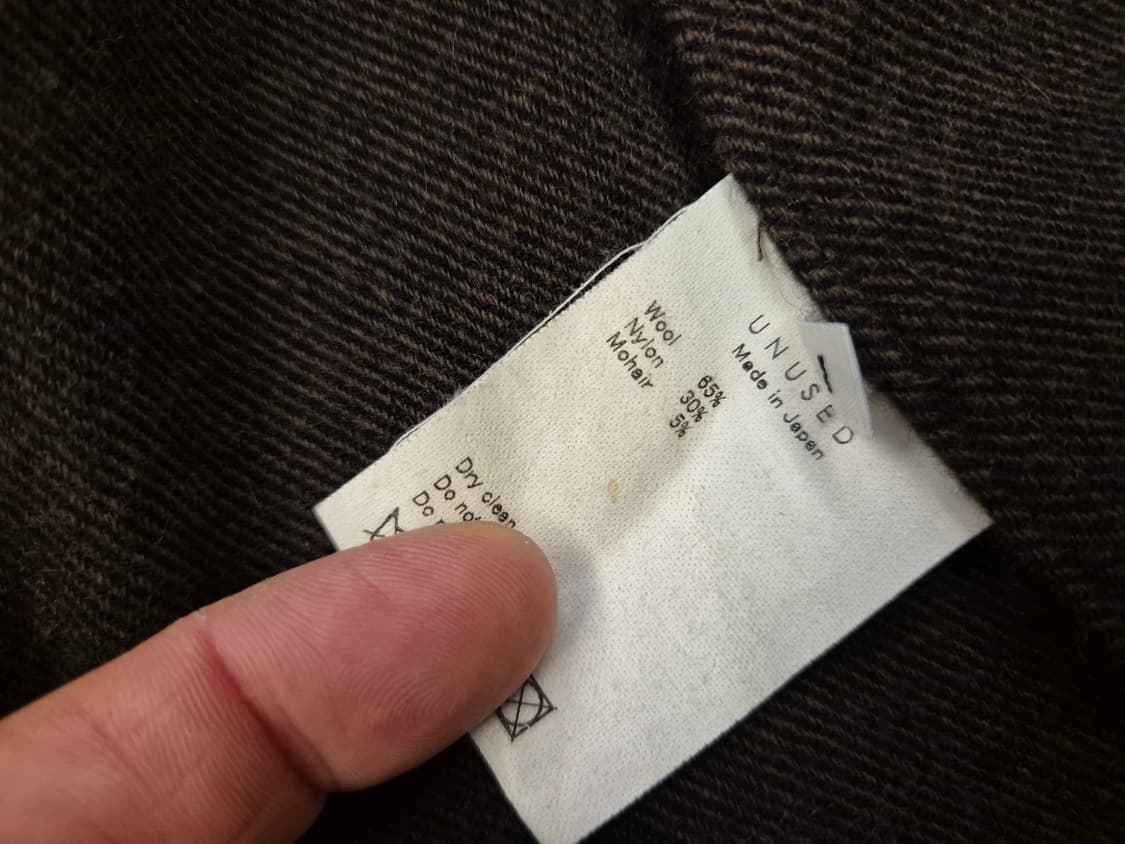 UNUSED
Made in Japan
Wool 65%
Nylon 30%
Mohair 5%
Dry clean
Do not
Do